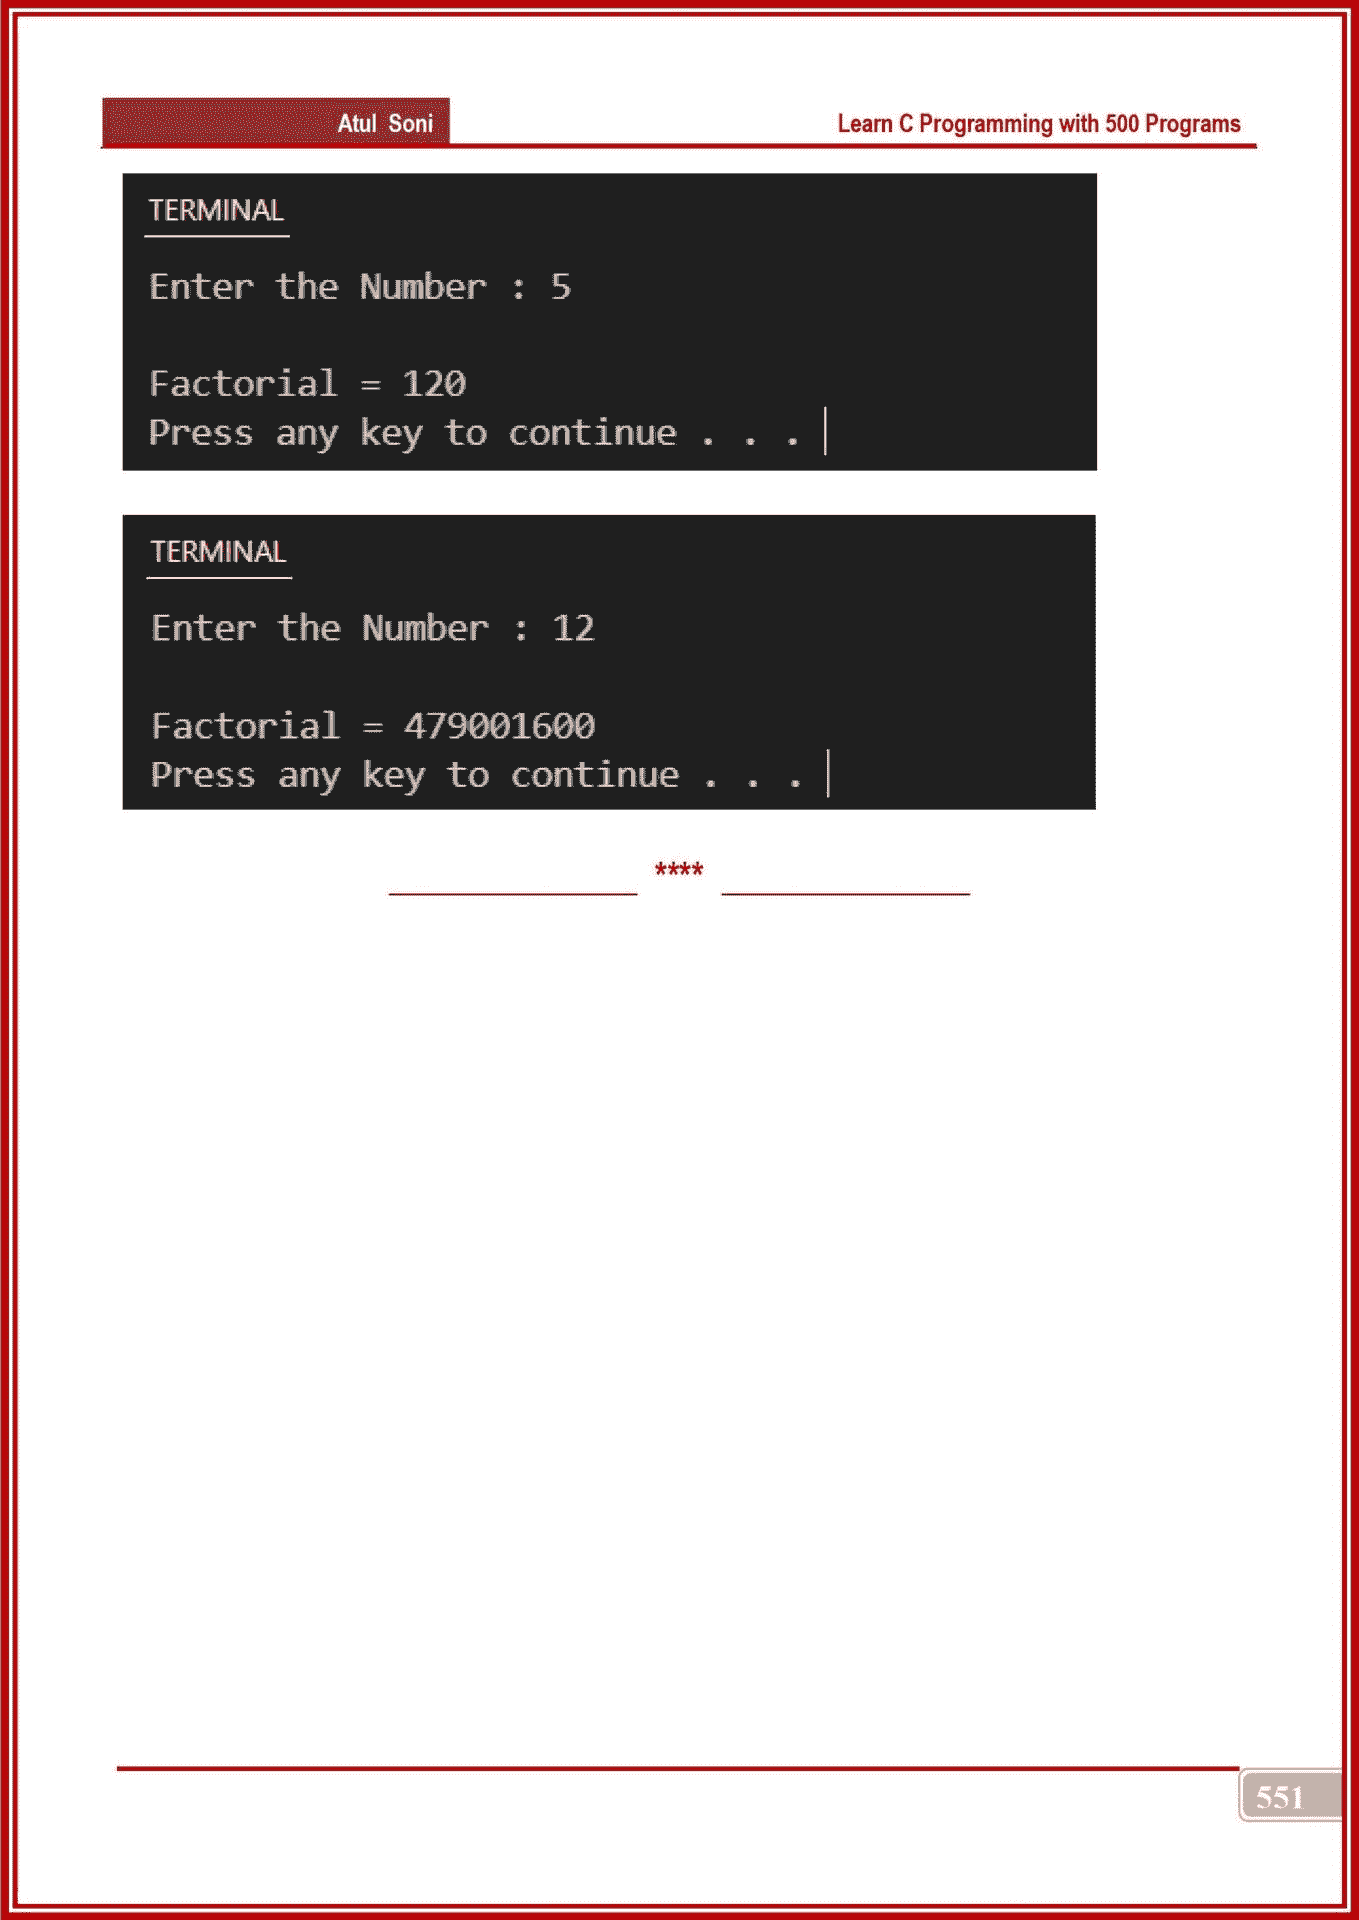 Atul Soni
Learn C Programming with 500 Programs
TERMINAL
Enter the Number : 5
Factorial = 120
Press any key to continue . . .
TERMINAL
Enter the Number : 12
Factorial = 479001600
Press any key to continue . . .
****
551